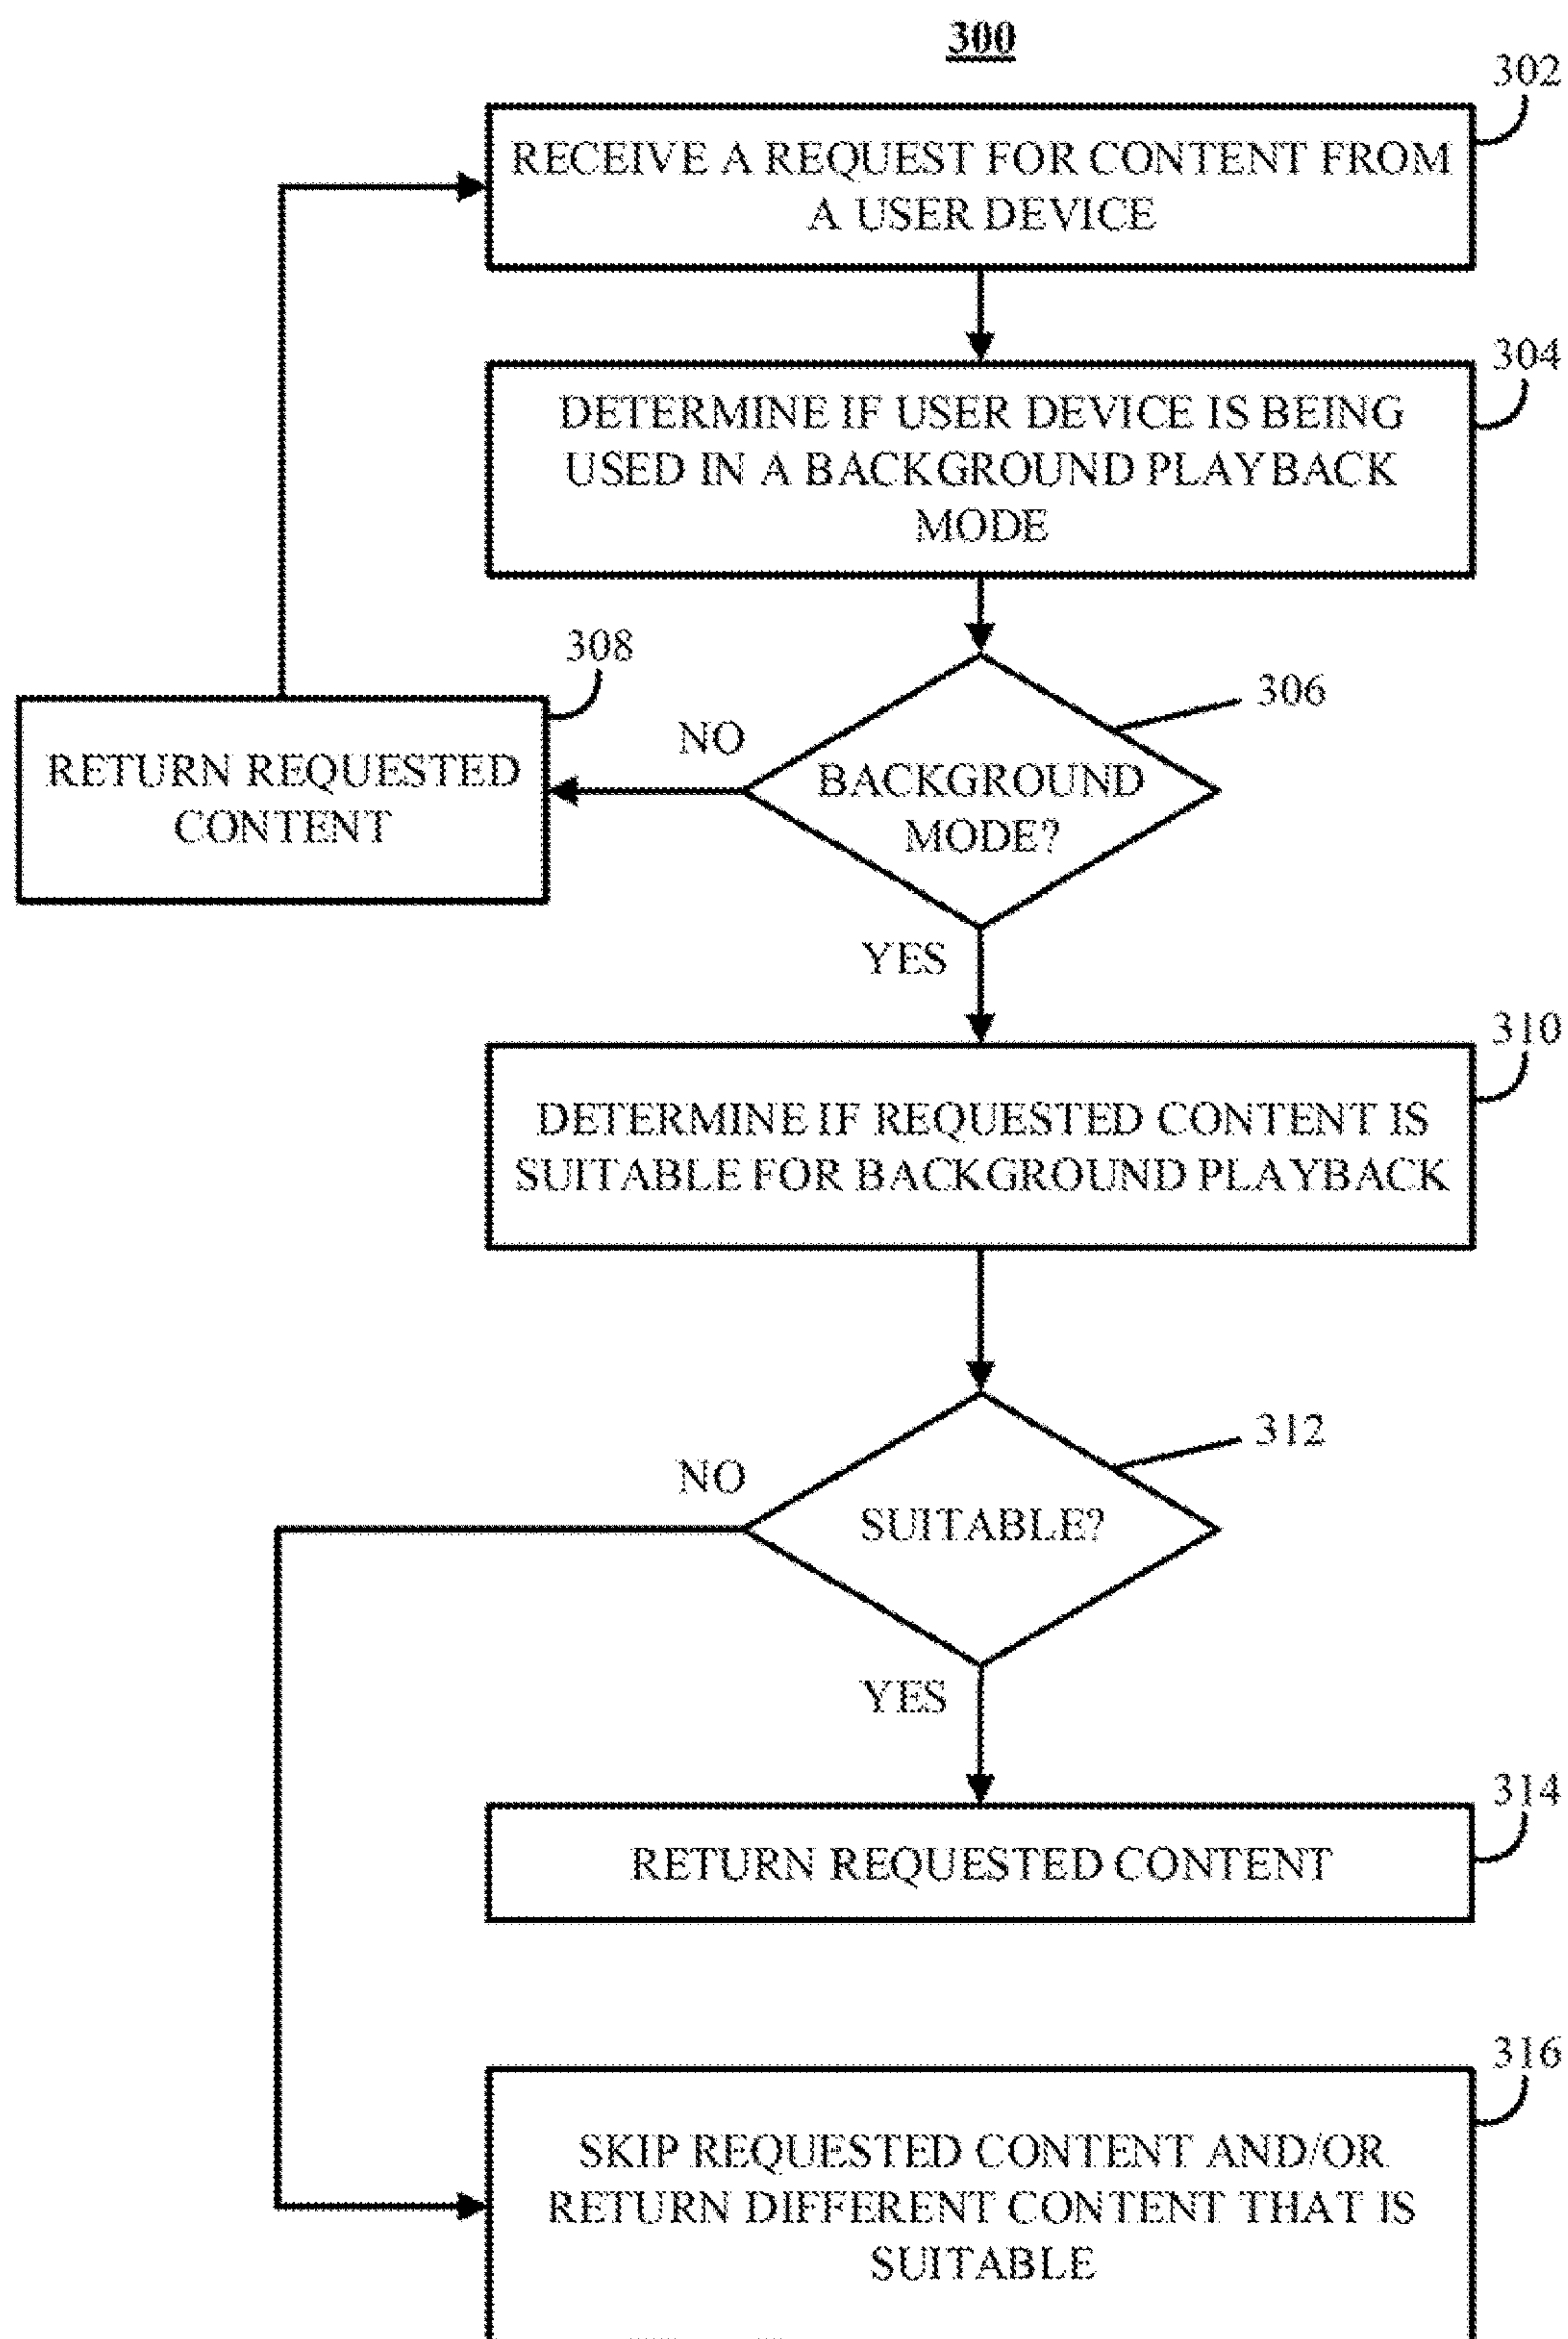 300
302
RECEIVE A REQUEST FOR CONTENT FROM
A USER DEVICE
304
DETERMINE IF USER DEVICE IS BEING
USED IN A BACKGROUND PLAYBACK
MODE
308
RETURN REQUESTED
CONTENT
NO
306
BACKGROUND
MODE?
YES
310
DETERMINE IF REQUESTED CONTENT IS
SUITABLE FOR BACKGROUND PLAYBACK
312
NO
SUITABLE?
YES
314
RETURN REQUESTED CONTENT
316
SKIP REQUESTED CONTENT AND/OR
RETURN DIFFERENT CONTENT THAT IS
SUITABLE